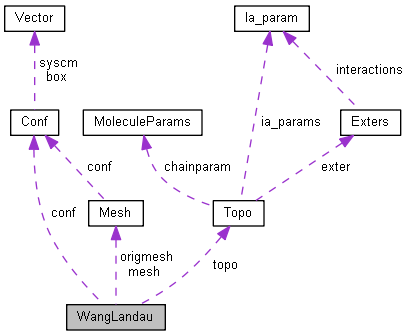 Vector
Ia_param
syscm
box
interactions
Conf
MoleculeParams
ia_params
Exters
conf
chainparam
exter
conf
Mesh
Topo
origmesh
mesh
topo
WangLandau